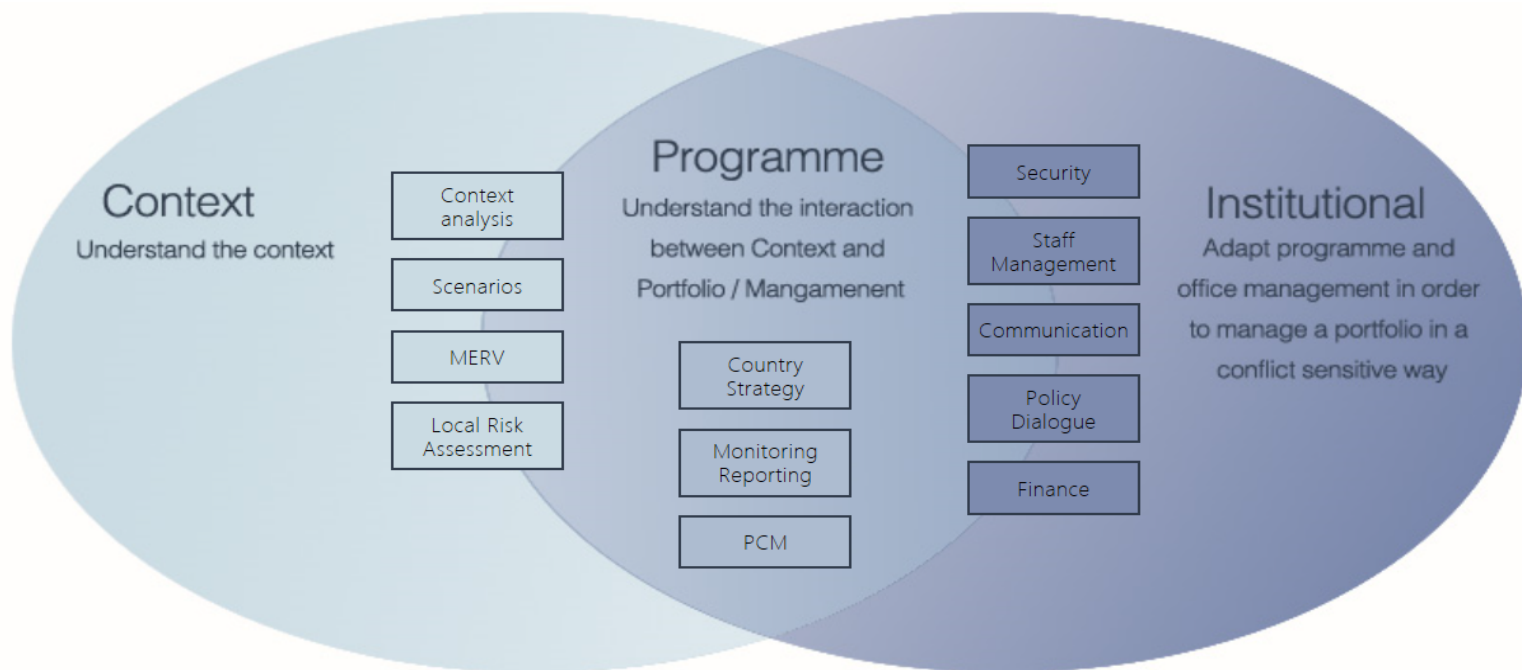 Context
Understand the context
Context
analysis
Scenarios
MERV
Local Risk
Assessment
Programme
Understand the interaction
between Context and
Portfolio / Mangamenent
Country
Strategy
Monitoring
Reporting
PCM
Security
Staff
Management
Communication
Policy
Dialogue
Finance
Institutional
Adapt programme and
office management in order
to manage a portfolio in a
conflict sensitive way